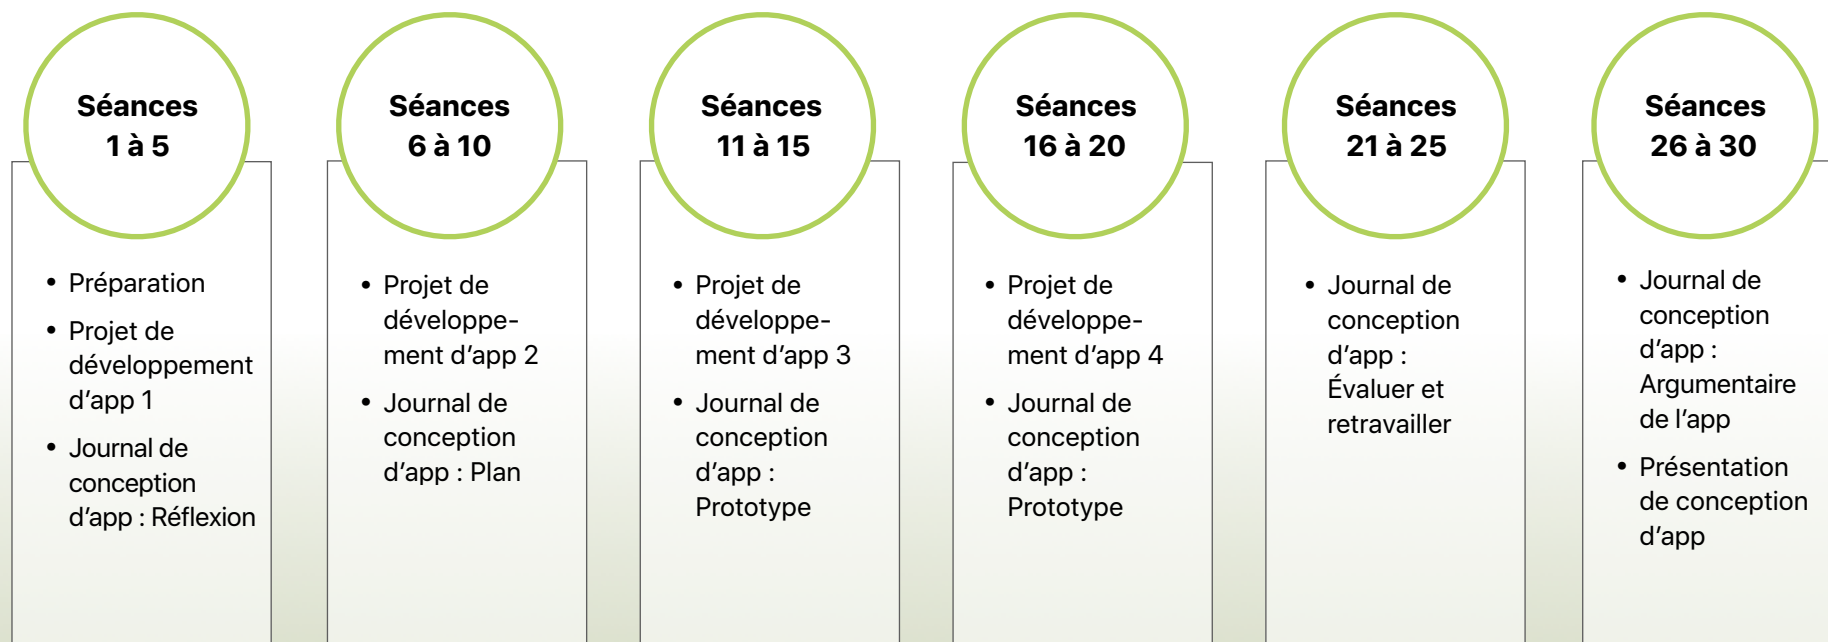 Séances
1 à 5
• Préparation
• Projet de
développement
d’app 1
• Journal de
conception
d’app : Réflexion
Séances
6 à 10
• Projet de
développe-
ment d’app 2
• Journal de
conception
d’app : Plan
Séances
11 à 15
• Projet de
développe-
ment d’app 3
• Journal de
conception
d’app :
Prototype
Séances
16 à 20
• Projet de
développe-
ment d’app 4
• Journal de
conception
d’app :
Prototype
Séances
21 à 25
• Journal de
conception
d’app :
Évaluer et
retravailler
Séances
26 à 30
• Journal de
conception
d’app :
Argumentaire
de l’app
• Présentation
de conception
d’app